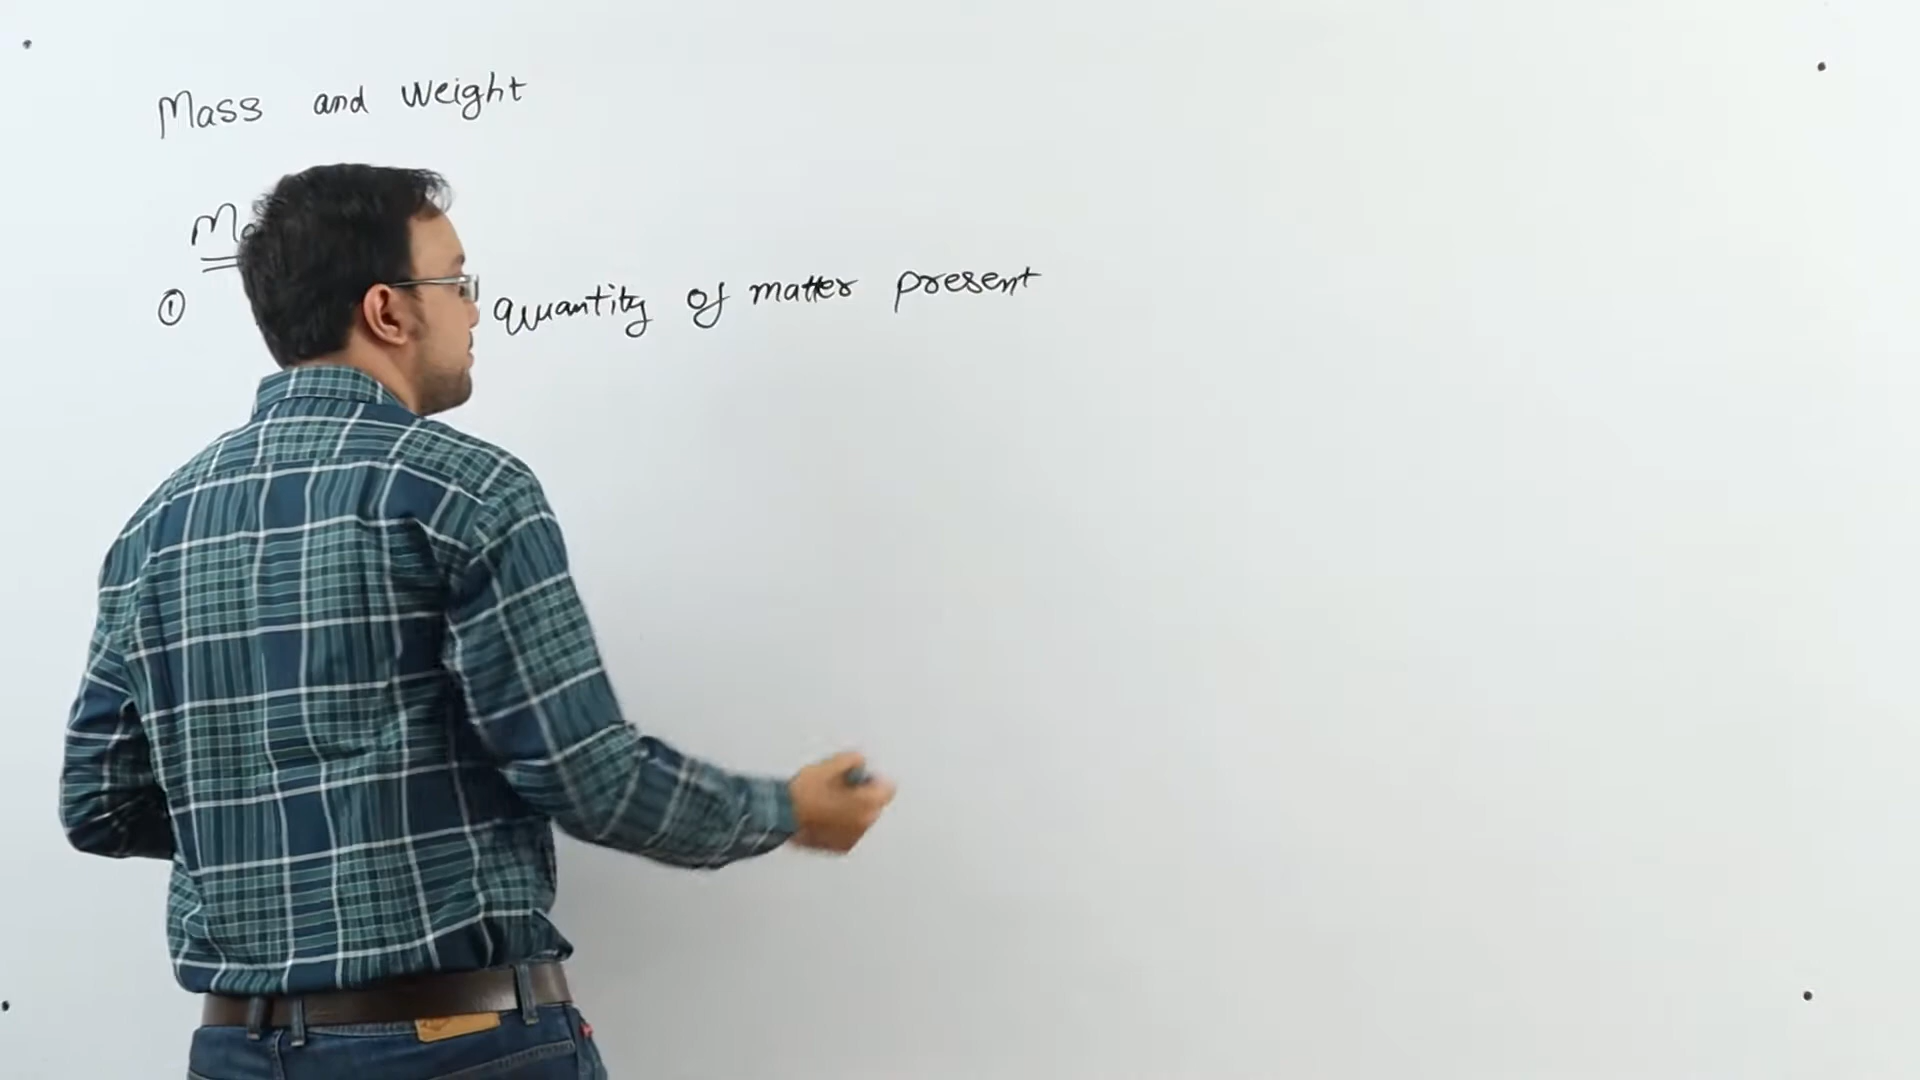 Mass and Weight
① quantity of matter present